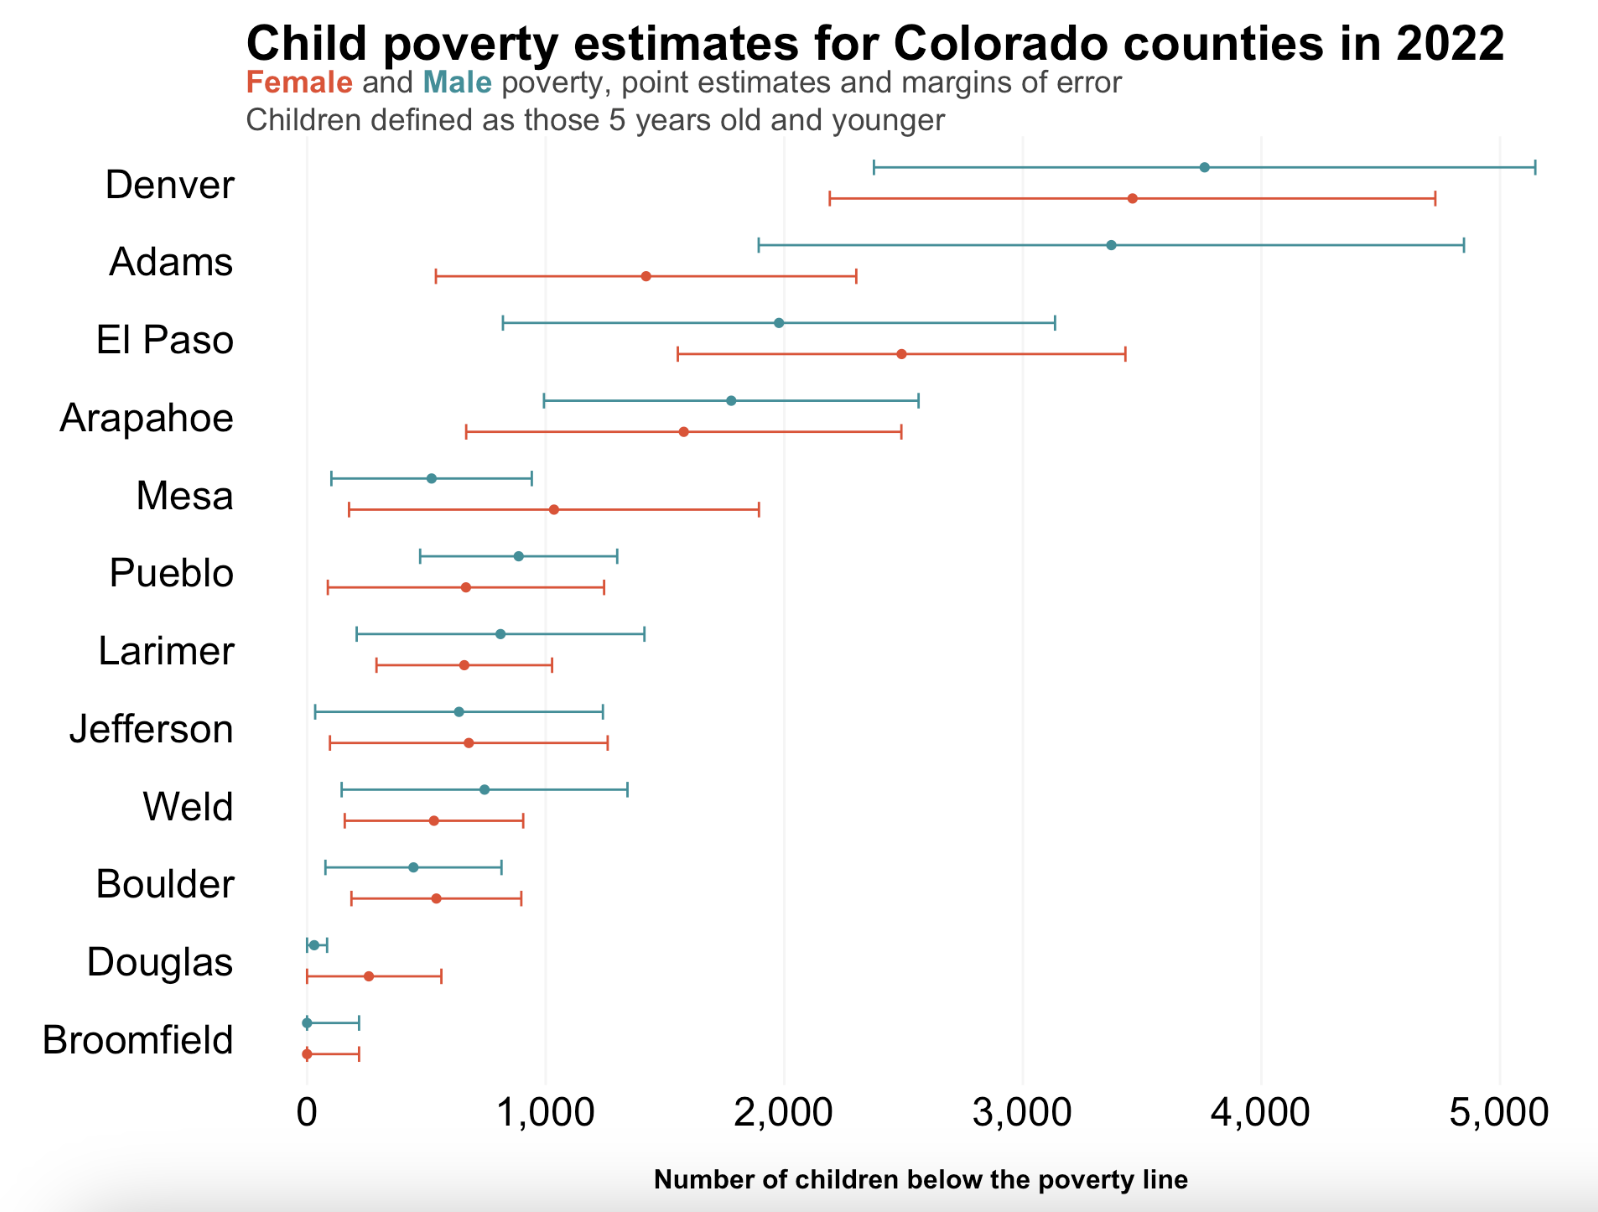 Child poverty estimates for Colorado counties in 2022
Female and Male poverty, point estimates and margins of error
Children defined as those 5 years old and younger
Denver
Adams
El Paso
Arapahoe
Mesa
Pueblo
Larimer
Jefferson
Weld
Boulder
Douglas
Broomfield
0 1,000 2,000 3,000 4,000 5,000
Number of children below the poverty line